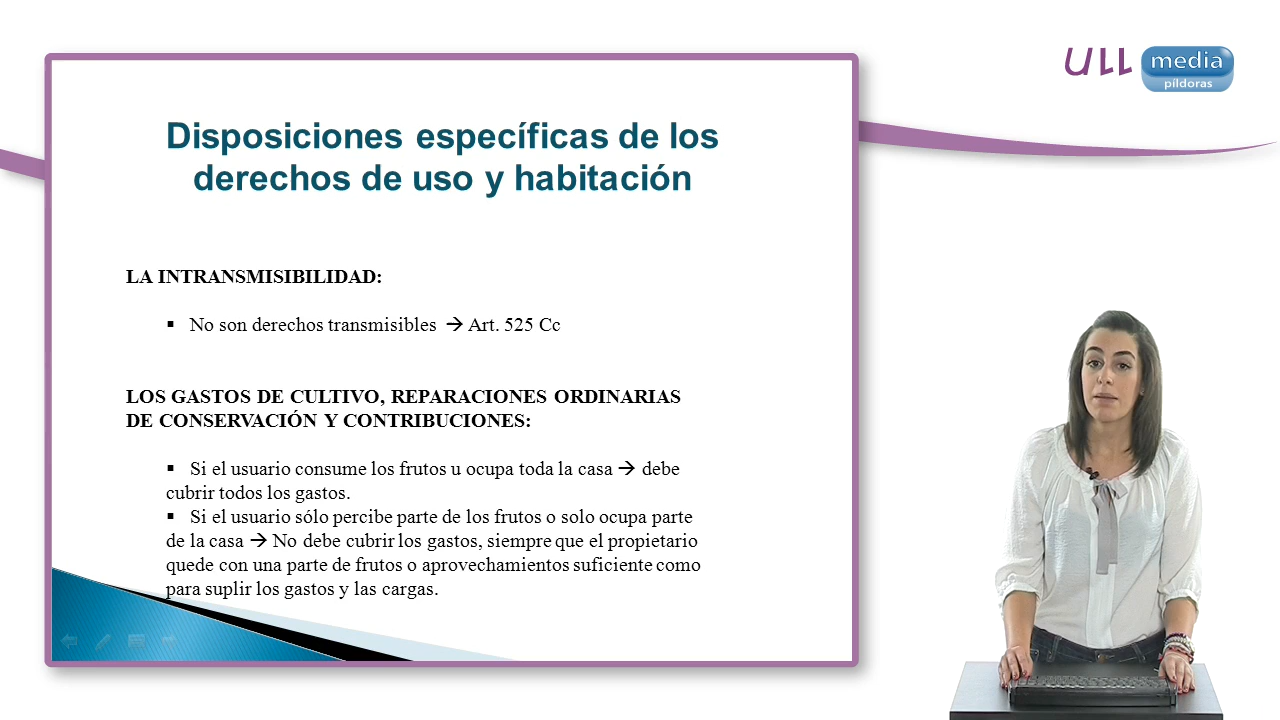 ULL media
píldoras
Disposiciones específicas de los
derechos de uso y habitación
LA INTRANSMISIBILIDAD:
▪ No son derechos transmisibles → Art. 525 Cc
LOS GASTOS DE CULTIVO, REPARACIONES ORDINARIAS
DE CONSERVACIÓN Y CONTRIBUCIONES:
▪ Si el usuario consume los frutos u ocupa toda la casa → debe
cubrir todos los gastos.
▪ Si el usuario sólo percibe parte de los frutos o solo ocupa parte
de la casa → No debe cubrir los gastos, siempre que el propietario
quede con una parte de frutos o aprovechamientos suficiente como
para suplir los gastos y las cargas.